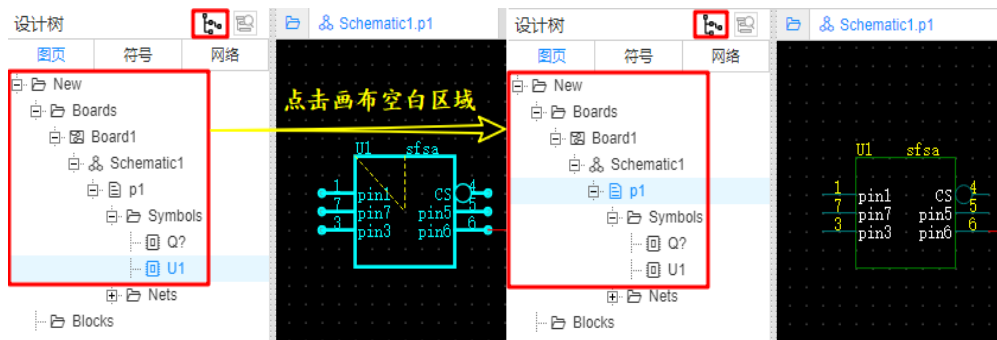 设计树
Schematic1.p1
图页 符号 网络
New
Boards
Board1
Schematic1
p1
Symbols
Q?
U1
Nets
Blocks
点击画布空白区域
U1 sfsa
1 pin1 CS 4
7 pin7 pin5 5
3 pin3 pin6 6
设计树
Schematic1.p1
图页 符号 网络
New
Boards
Board1
Schematic1
p1
Symbols
Q?
U1
Nets
Blocks
U1 sfsa
1 pin1 CS 4
7 pin7 pin5 5
3 pin3 pin6 6